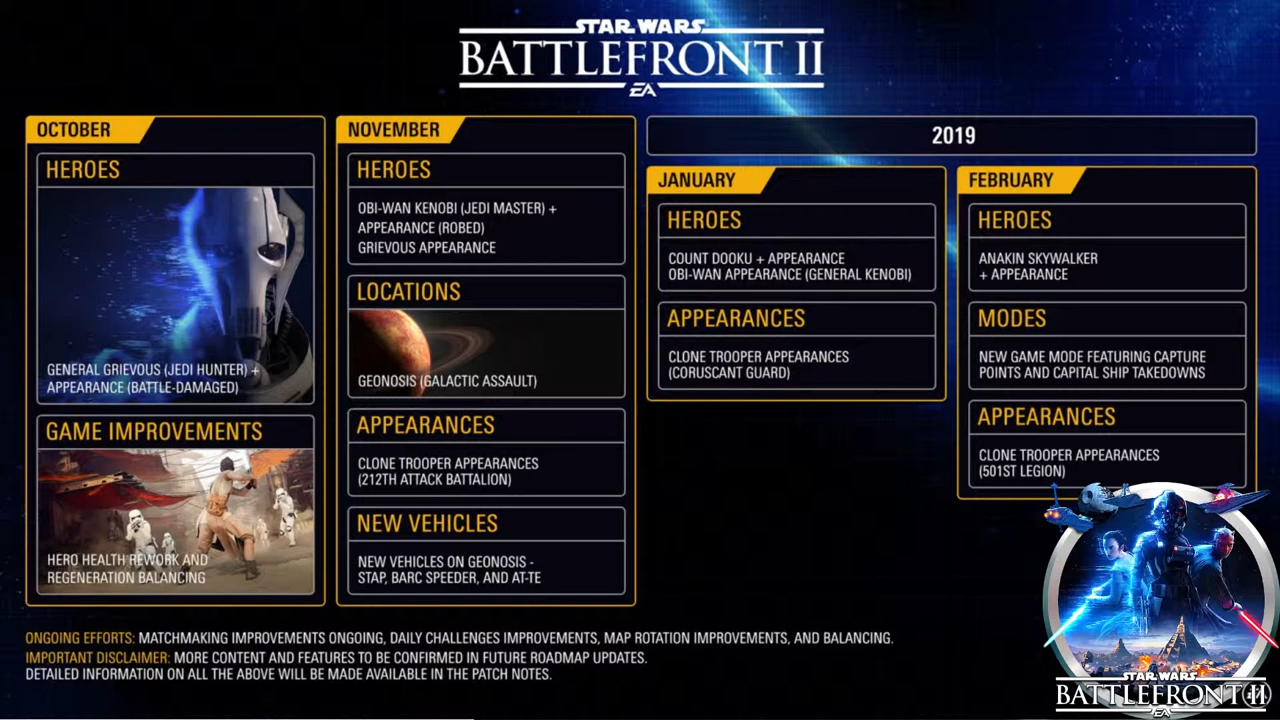 STAR WARS
BATTLEFRONT II
EA
OCTOBER
HEROES
GENERAL GRIEVOUS (JEDI HUNTER) +
APPEARANCE (BATTLE-DAMAGED)
GAME IMPROVEMENTS
HERO HEALTH REWORK AND
REGENERATION BALANCING
NOVEMBER
HEROES
OBI-WAN KENOBI (JEDI MASTER) +
APPEARANCE (ROBED)
GRIEVOUS APPEARANCE
LOCATIONS
GEONOSIS (GALACTIC ASSAULT)
APPEARANCES
CLONE TROOPER APPEARANCES
(212TH ATTACK BATTALION)
NEW VEHICLES
NEW VEHICLES ON GEONOSIS -
STAP, BARC SPEEDER, AND AT-TE
2019
JANUARY
HEROES
COUNT DOOKU + APPEARANCE
OBI-WAN APPEARANCE (GENERAL KENOBI)
APPEARANCES
CLONE TROOPER APPEARANCES
(CORUSCANT GUARD)
FEBRUARY
HEROES
ANAKIN SKYWALKER
+ APPEARANCE
MODES
NEW GAME MODE FEATURING CAPTURE
POINTS AND CAPITAL SHIP TAKEDOWNS
APPEARANCES
CLONE TROOPER APPEARANCES
(501ST LEGION)
ONGOING EFFORTS: MATCHMAKING IMPROVEMENTS ONGOING, DAILY CHALLENGES IMPROVEMENTS, MAP ROTATION IMPROVEMENTS, AND BALANCING.
IMPORTANT DISCLAIMER: MORE CONTENT AND FEATURES TO BE CONFIRMED IN FUTURE ROADMAP UPDATES.
DETAILED INFORMATION ON ALL THE ABOVE WILL BE MADE AVAILABLE IN THE PATCH NOTES.
STAR WARS
BATTLEFRONT II
EA